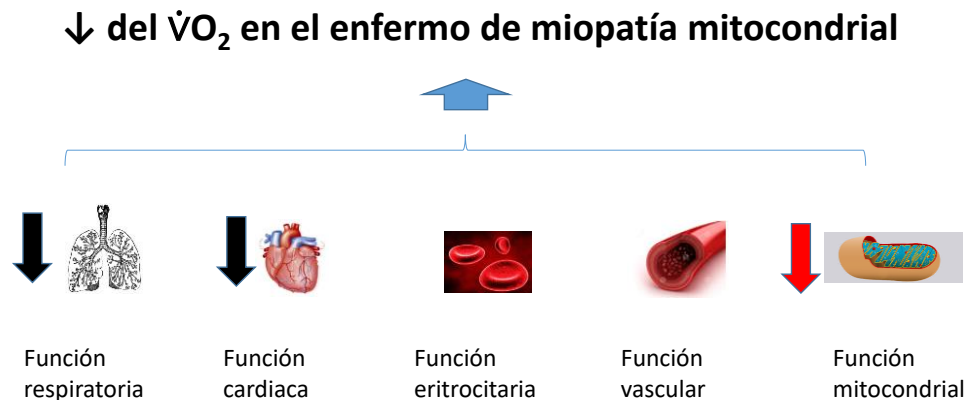 ↓ del V̇O₂ en el enfermo de miopatía mitocondrial
Función
respiratoria
Función
cardiaca
Función
eritrocitaria
Función
vascular
Función
mitocondrial